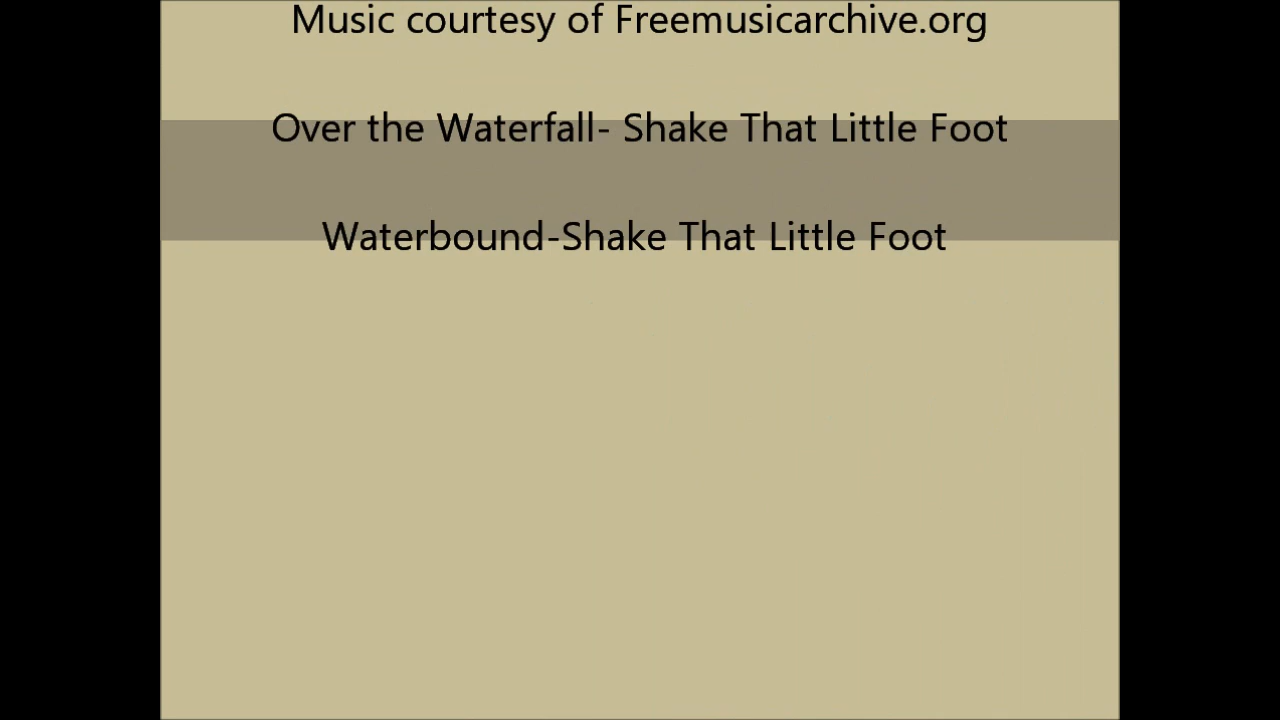 Music courtesy of Freemusicarchive.org
Over the Waterfall- Shake That Little Foot
Waterbound-Shake That Little Foot